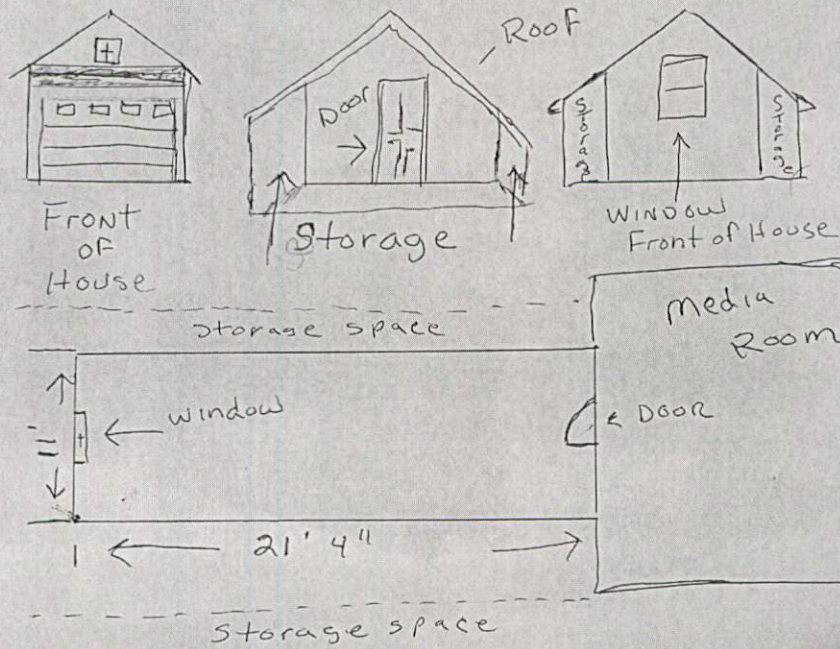 Roof
Door
Front
of
House
Storage
Storage
Storage
Window
Front of House
Storage space
Media
Room
Window
Door
11
21' 4"
Storage space